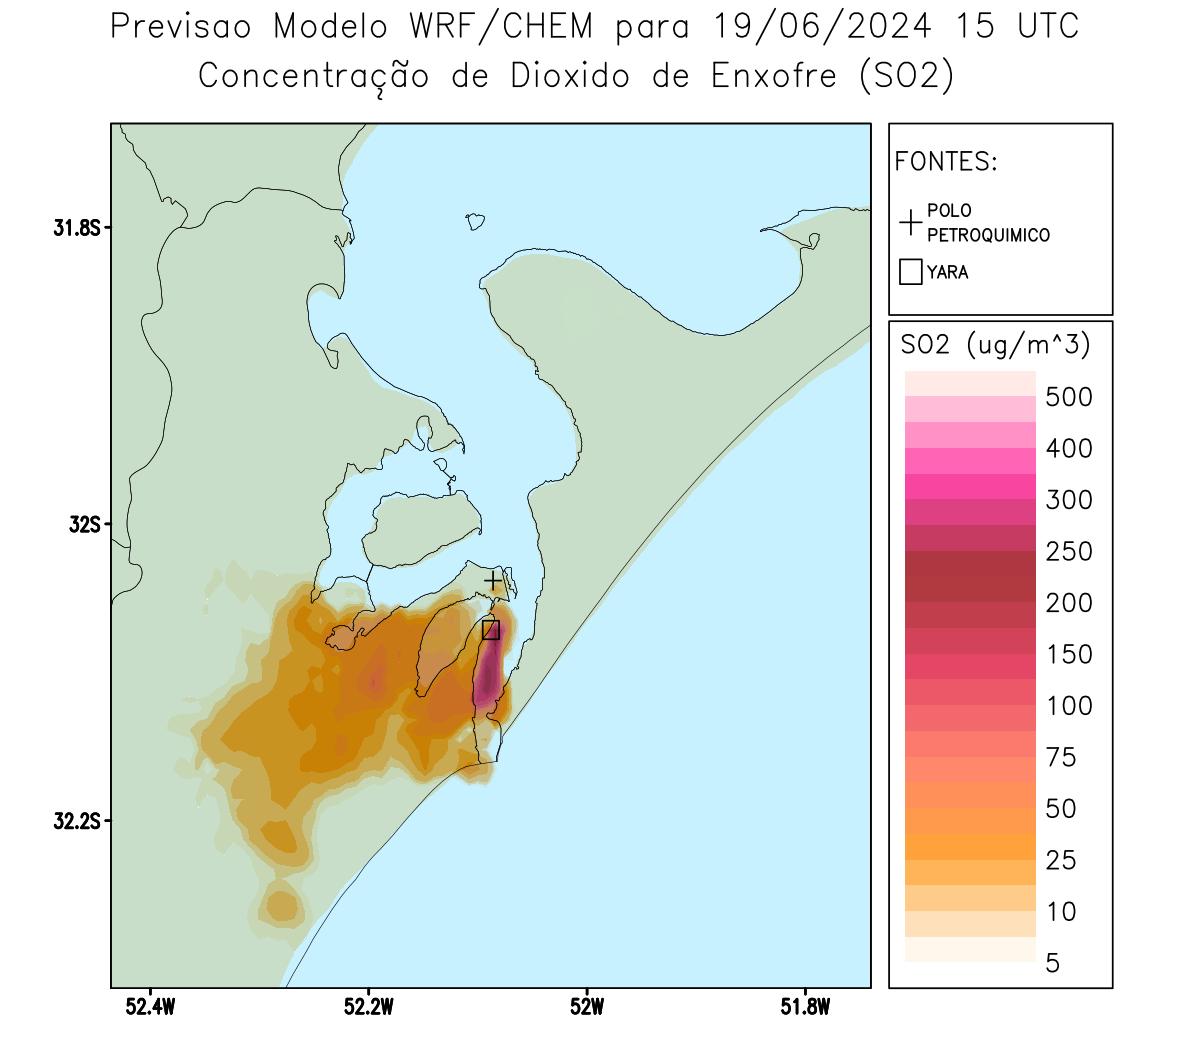 Previsao Modelo WRF/CHEM para 19/06/2024 15 UTC
Concentração de Dioxido de Enxofre (SO2)
FONTES:
POLO
PETROQUIMICO
YARA
SO2 (ug/m^3)
500
400
300
250
200
150
100
75
50
25
10
5
31.8S
32S
32.2S
52.4W
52.2W
52W
51.8W